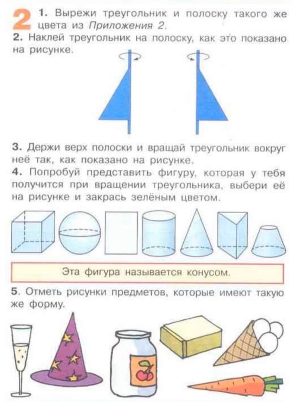 2
1. Вырежи треугольник и полоску такого же
цвета из Приложения 2.
2. Наклей треугольник на полоску, как это показано
на рисунке.
3. Держи верх полоски и вращай треугольник вокруг
неё так, как показано на рисунке.
4. Попробуй представить фигуру, которая у тебя
получится при вращении треугольника, выбери её
на рисунке и закрась зелёным цветом.
Эта фигура называется конусом.
5. Отметь рисунки предметов, которые имеют такую
же форму.